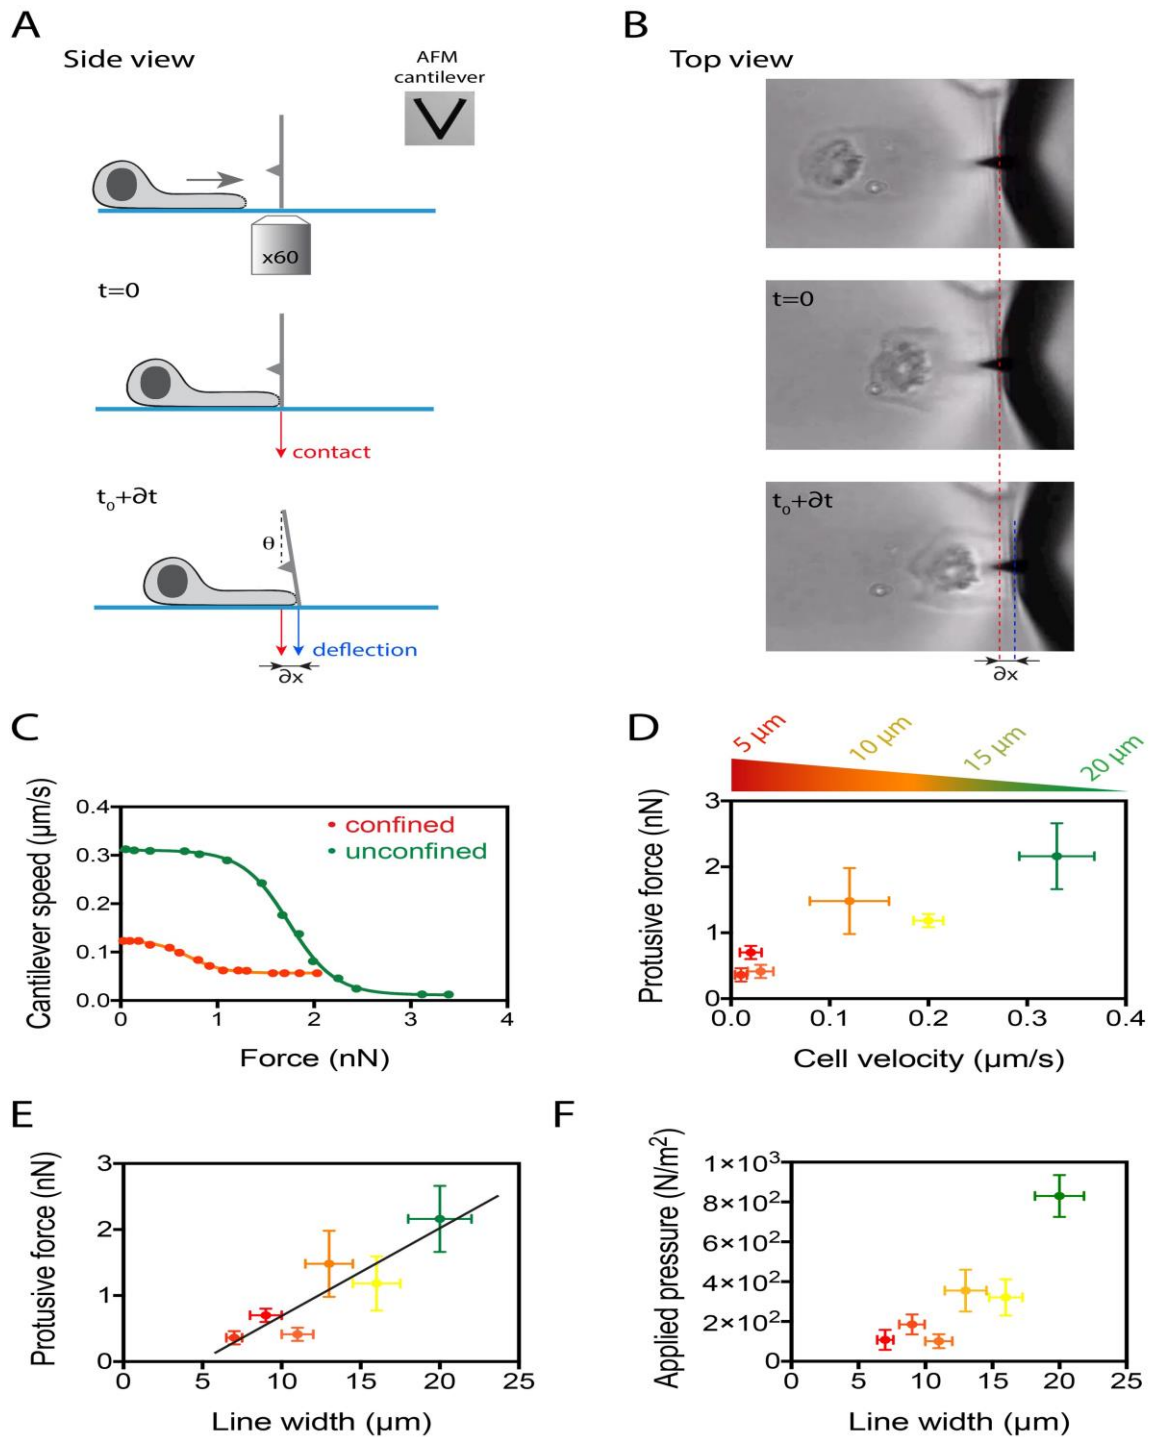 A
Side view
AFM
cantilever
x60
t=0
contact
t₀+∂t
θ
deflection
∂x
B
Top view
t=0
t₀+∂t
∂x
C
Cantilever speed (µm/s)
0.4
0.3
0.2
0.1
0.0
confined
unconfined
0 1 2 3 4
Force (nN)
D
5 µm
10 µm
15 µm
20 µm
Protusive force (nN)
3
2
1
0
0.0 0.1 0.2 0.3 0.4
Cell velocity (µm/s)
E
Protusive force (nN)
3
2
1
0
0 5 10 15 20 25
Line width (µm)
F
Applied pressure (N/m²)
1×10³
8×10²
6×10²
4×10²
2×10²
0
0 5 10 15 20 25
Line width (µm)